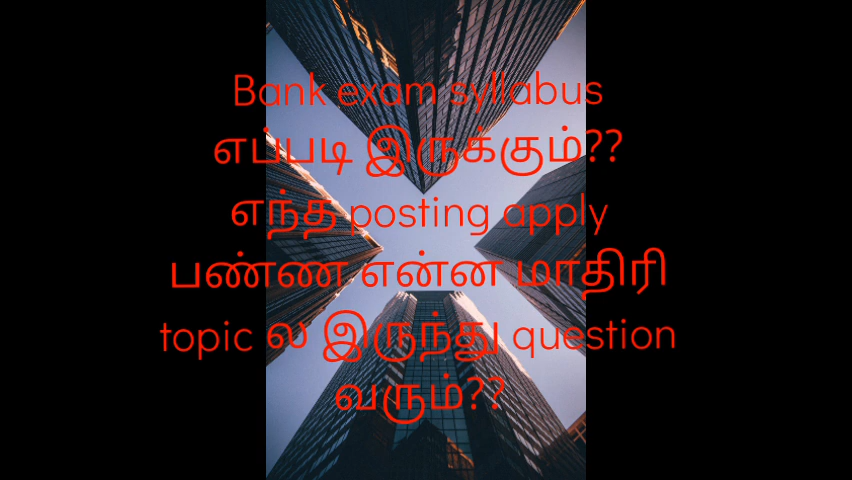 Bank exam syllabus
எப்படி இருக்கும்??
எந்த posting apply
பண்ண என்ன மாதிரி
topic ல இருந்து question
வரும்??